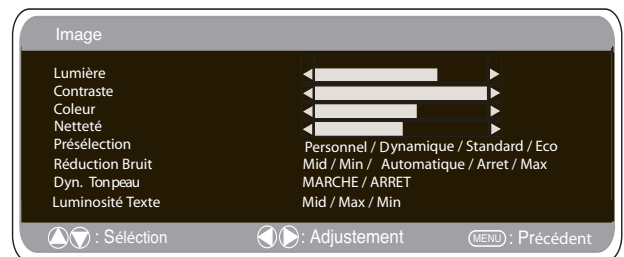 Image
Lumière
Contraste
Coleur
Netteté
Présélection Personnel / Dynamique / Standard / Eco
Réduction Bruit Mid / Min / Automatique / Arret / Max
Dyn. Tonpeau MARCHE / ARRET
Luminosité Texte Mid / Max / Min
: Séléction : Adjustement MENU : Précédent